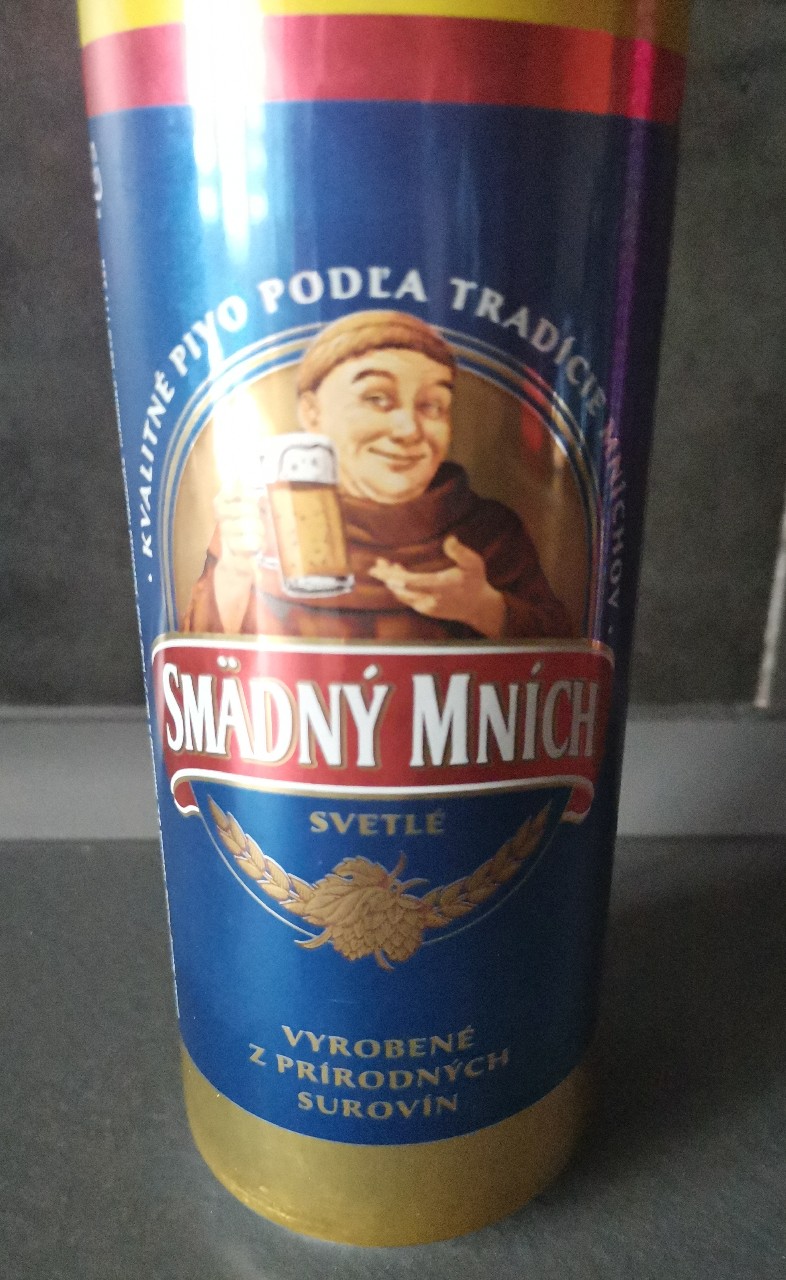 · KVALITNÉ PIVO PODĽA TRADÍCIE MNÍCHOV ·
SMÄDNÝ MNÍCH
SVETLÉ
VYROBENÉ
Z PRÍRODNÝCH
SUROVÍN